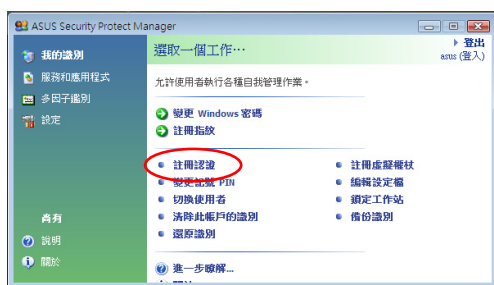 ASUS Security Protect Manager
我的識別
服務和應用程式
多因子鑑別
設定
尚有
說明
關於
選取一個工作…
登出
asus (登入)
允許使用者執行各種自我管理作業。
變更 Windows 密碼
註冊指紋
註冊認證
註冊虛擬權杖
變更記號 PIN
編輯設定檔
切換使用者
鎖定工作站
清除此帳戶的識別
備份識別
還原識別
進一步瞭解...